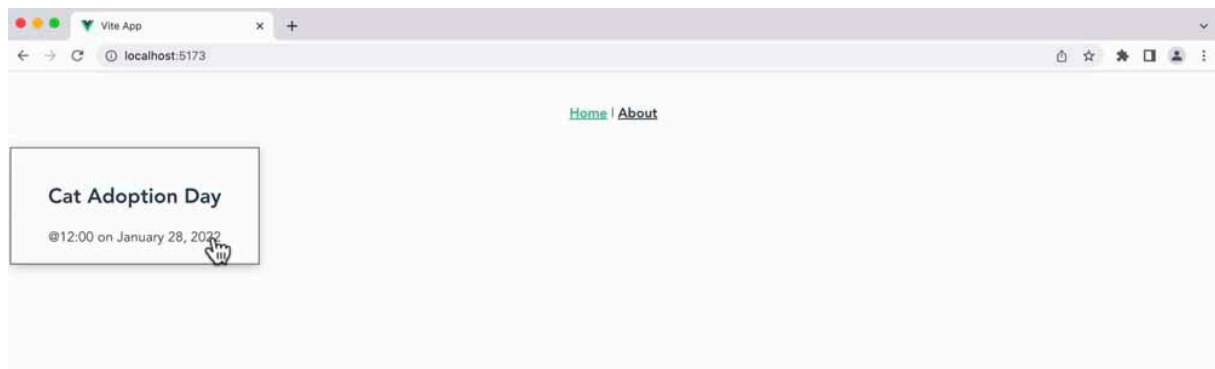 Vite App
localhost:5173
Home | About
Cat Adoption Day
@12:00 on January 28, 2022